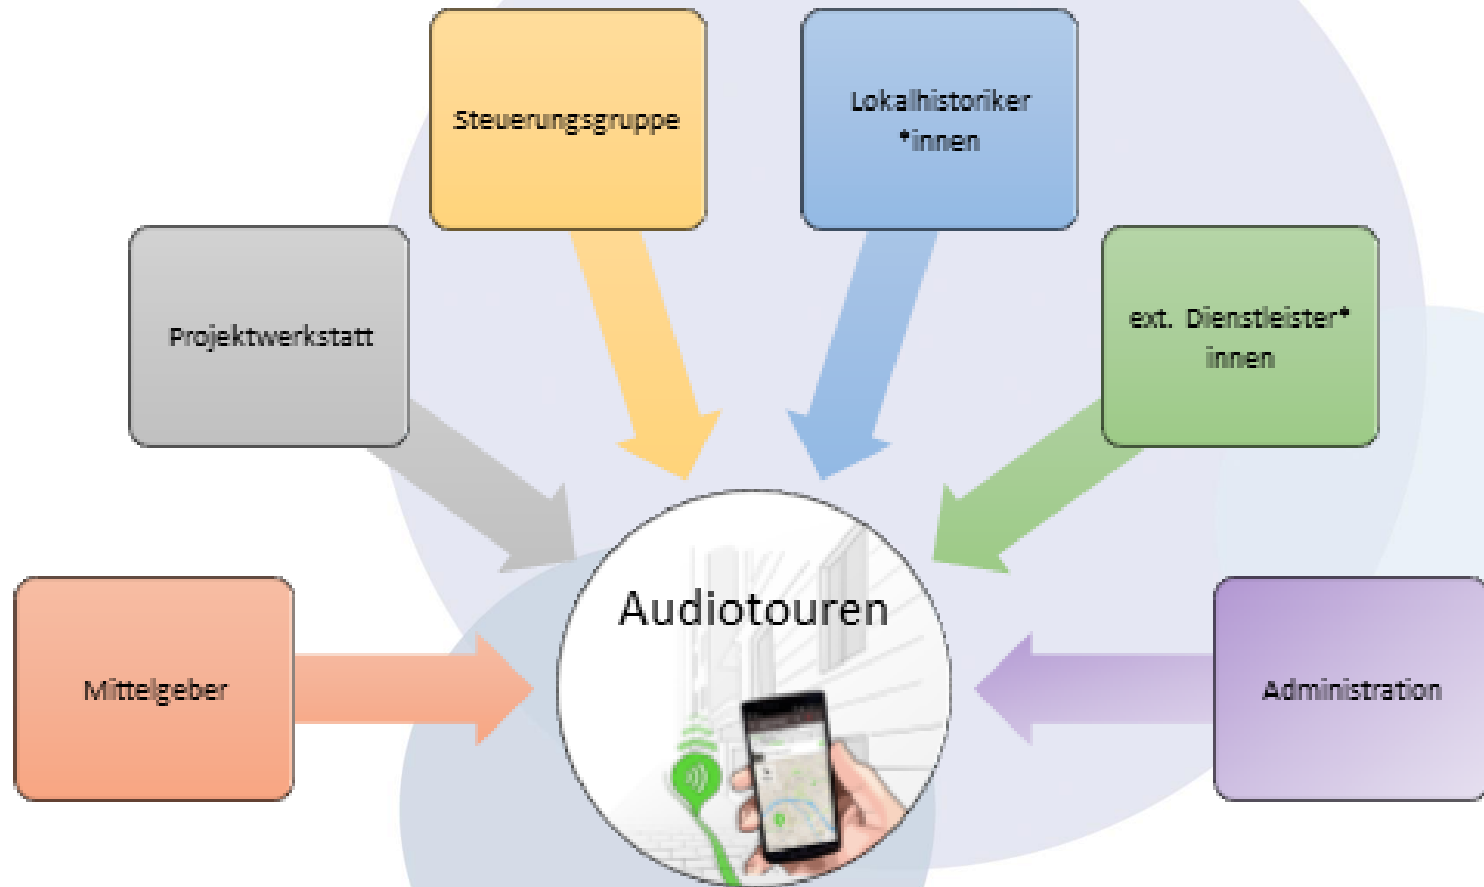 Steuerungsgruppe
Lokalhistoriker
*innen
Projektwerkstatt
ext. Dienstleister*
innen
Audiotouren
Mittelgeber
Administration